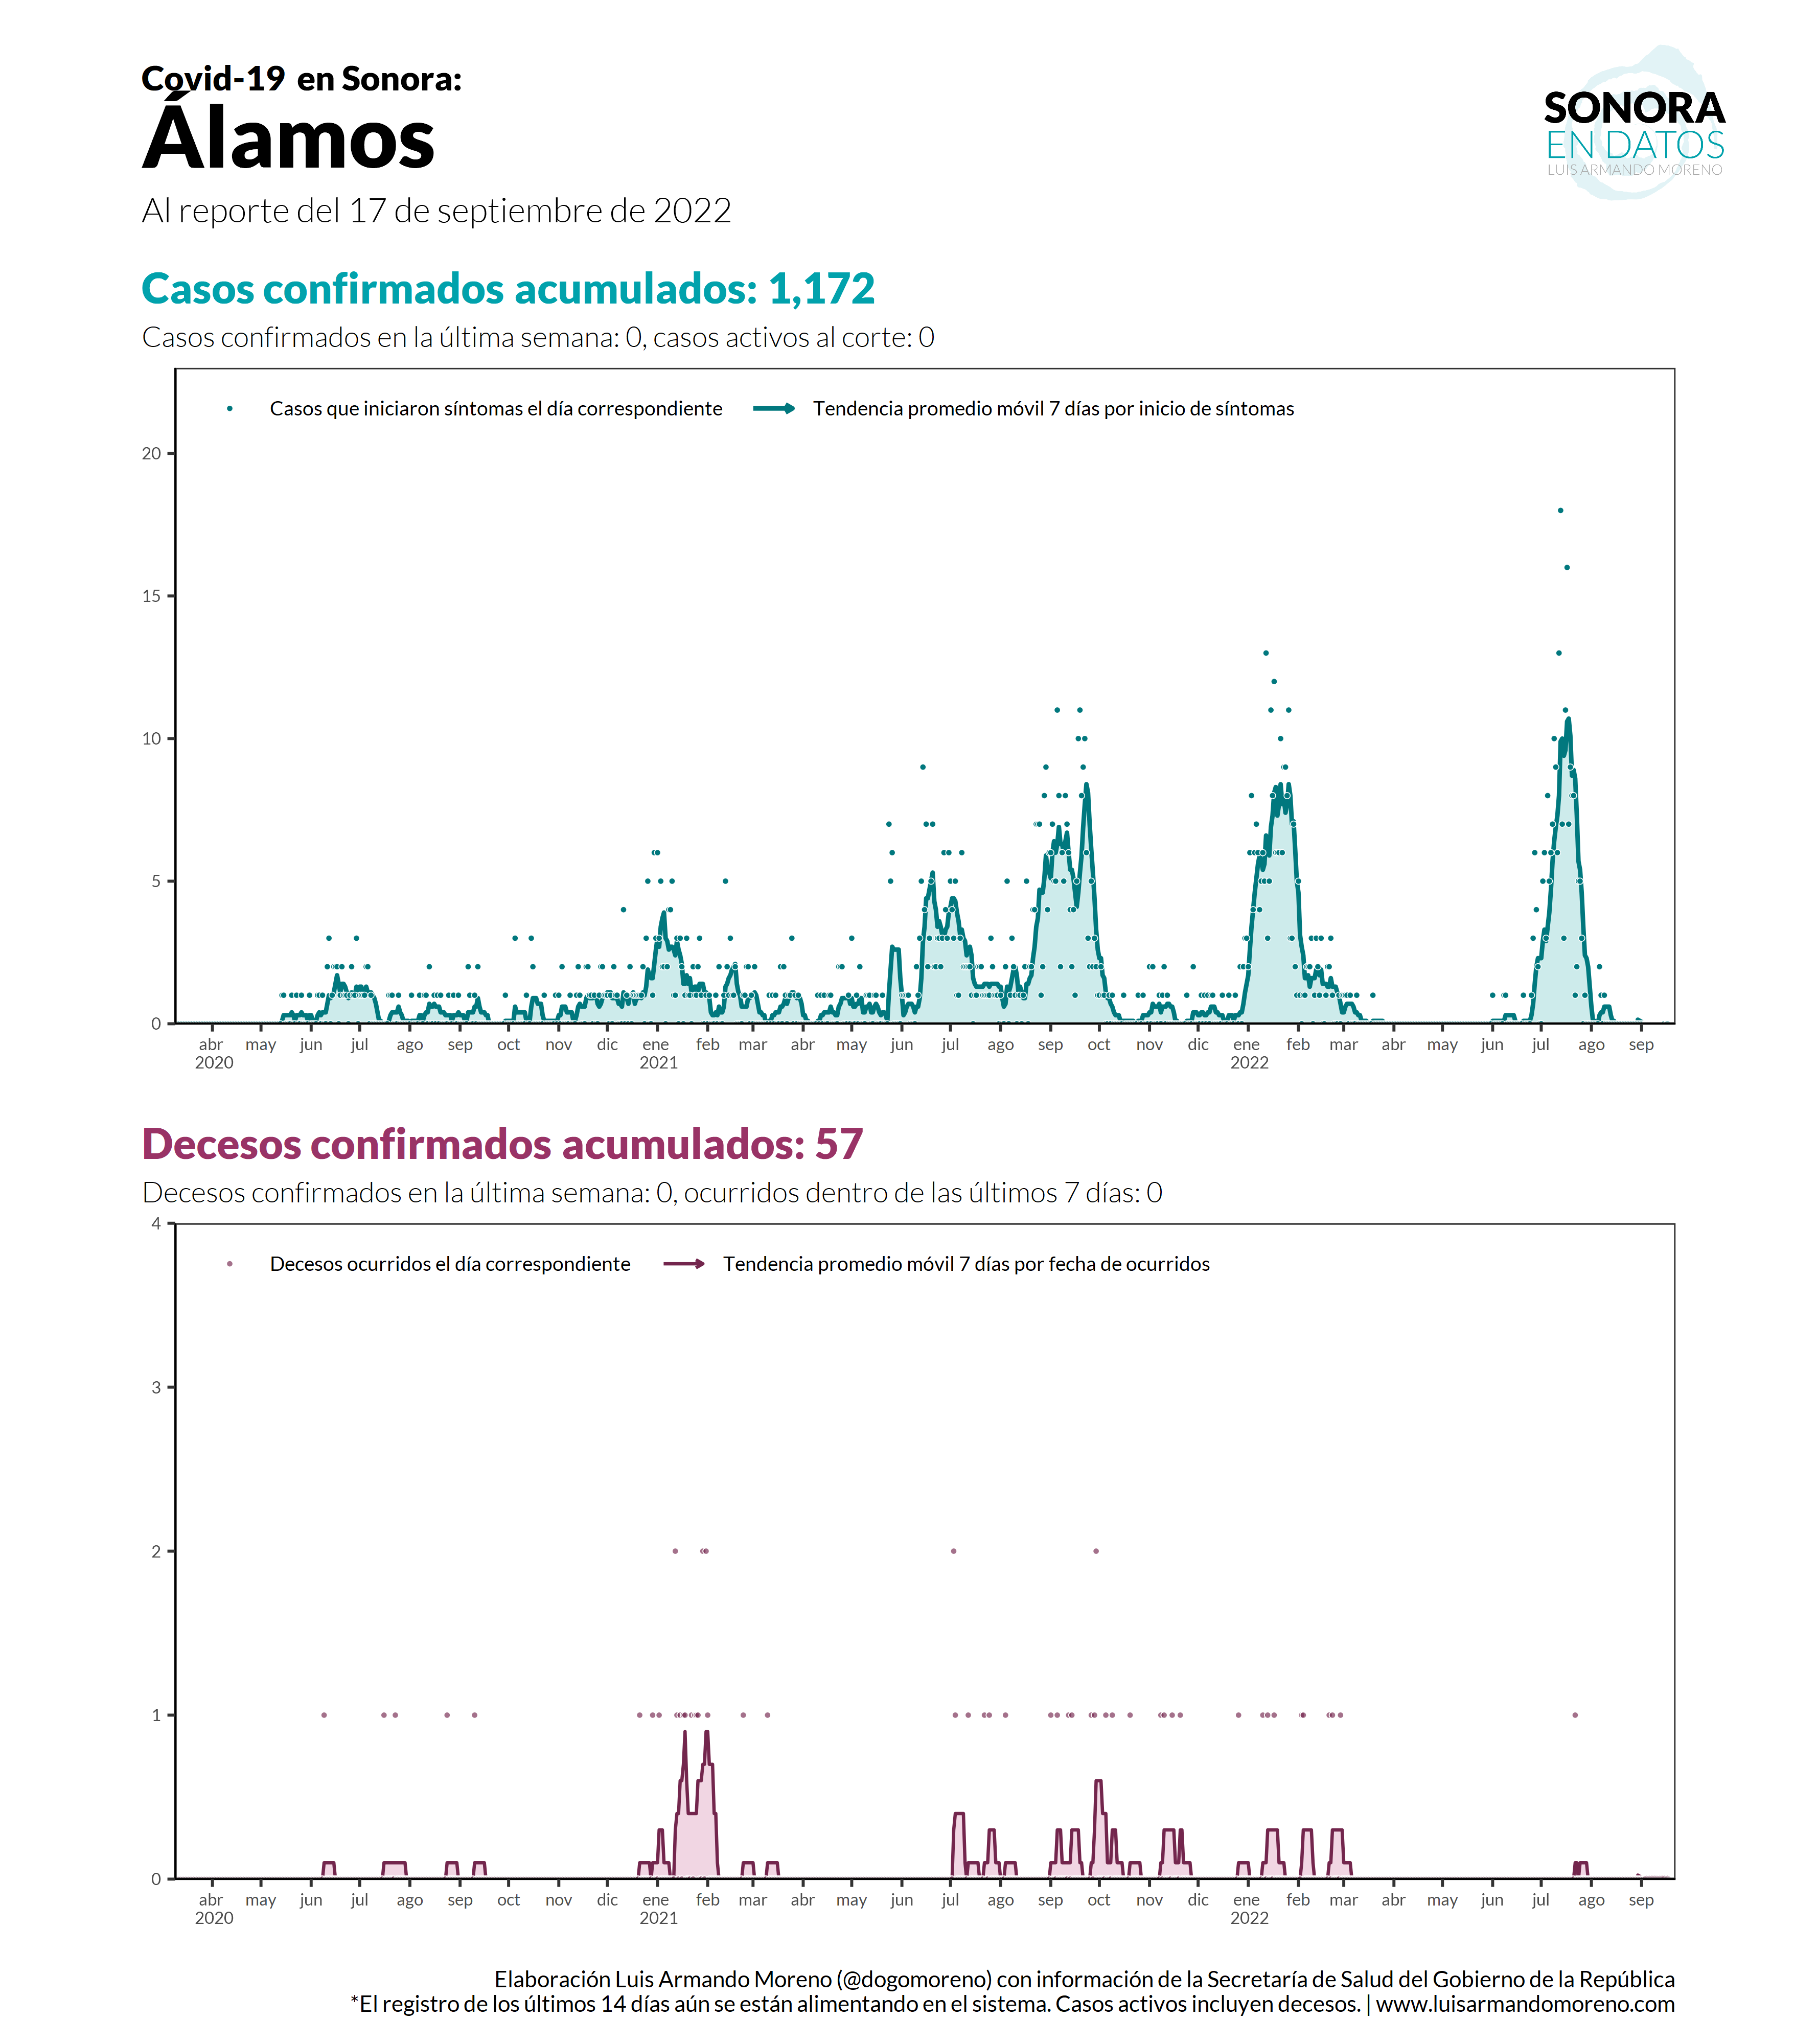 Covid-19 en Sonora:
Álamos
Al reporte del 17 de septiembre de 2022
SONORA
EN DATOS
LUIS ARMANDO MORENO
Casos confirmados acumulados: 1,172
Casos confirmados en la última semana: 0, casos activos al corte: 0
Casos que iniciaron síntomas el día correspondiente Tendencia promedio móvil 7 días por inicio de síntomas
20
15
10
5
0
abr may jun jul ago sep oct nov dic ene feb mar abr may jun jul ago sep oct nov dic ene feb mar abr may jun jul ago sep
2020 2021 2022
Decesos confirmados acumulados: 57
Decesos confirmados en la última semana: 0, ocurridos dentro de las últimos 7 días: 0
4
Decesos ocurridos el día correspondiente Tendencia promedio móvil 7 días por fecha de ocurridos
3
2
1
0
abr may jun jul ago sep oct nov dic ene feb mar abr may jun jul ago sep oct nov dic ene feb mar abr may jun jul ago sep
2020 2021 2022
Elaboración Luis Armando Moreno (@dogomoreno) con información de la Secretaría de Salud del Gobierno de la República
*El registro de los últimos 14 días aún se están alimentando en el sistema. Casos activos incluyen decesos. | www.luisarmandomoreno.com